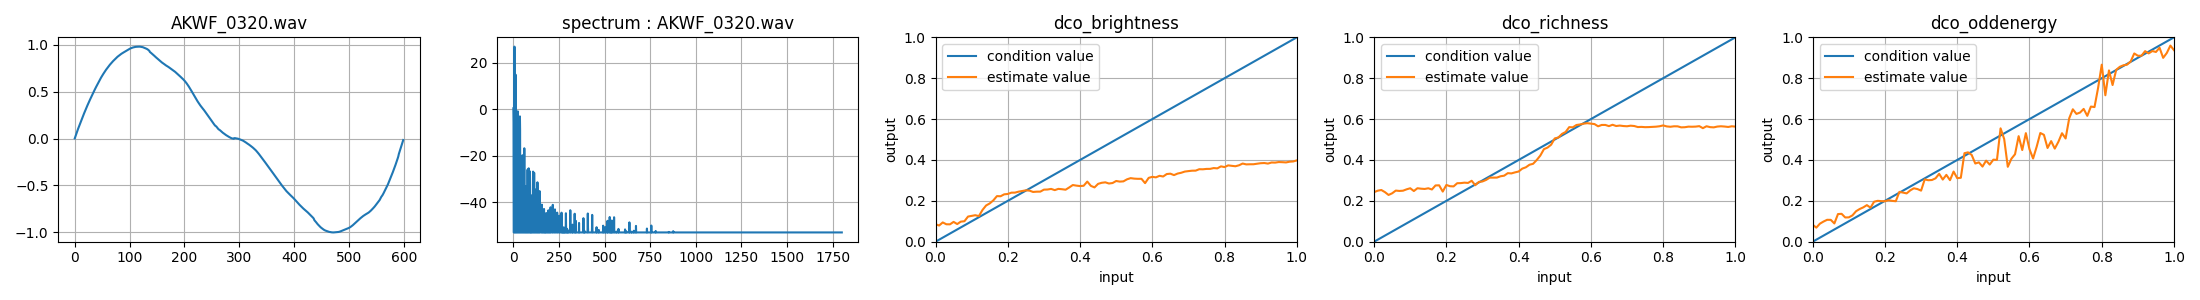 AKWF_0320.wav
1.0
0.5
0.0
−0.5
−1.0
0 100 200 300 400 500 600
spectrum : AKWF_0320.wav
20
0
−20
−40
0 250 500 750 1000 1250 1500 1750
dco_brightness
condition value
estimate value
output
1.0
0.8
0.6
0.4
0.2
0.0
0.0 0.2 0.4 0.6 0.8 1.0
input
dco_richness
condition value
estimate value
output
1.0
0.8
0.6
0.4
0.2
0.0
0.0 0.2 0.4 0.6 0.8 1.0
input
dco_oddenergy
condition value
estimate value
output
1.0
0.8
0.6
0.4
0.2
0.0
0.0 0.2 0.4 0.6 0.8 1.0
input